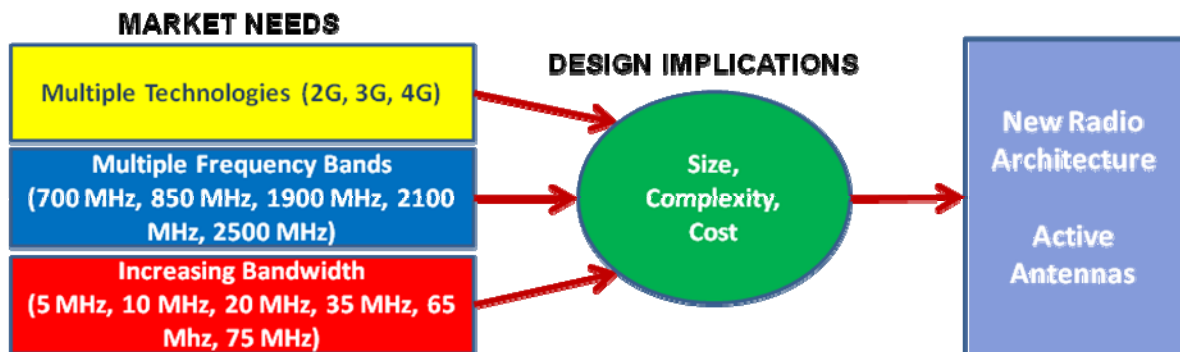 MARKET NEEDS
Multiple Technologies (2G, 3G, 4G)
Multiple Frequency Bands
(700 MHz, 850 MHz, 1900 MHz, 2100
MHz, 2500 MHz)
Increasing Bandwidth
(5 MHz, 10 MHz, 20 MHz, 35 MHz, 65
Mhz, 75 MHz)
DESIGN IMPLICATIONS
Size,
Complexity,
Cost
New Radio
Architecture
Active
Antennas